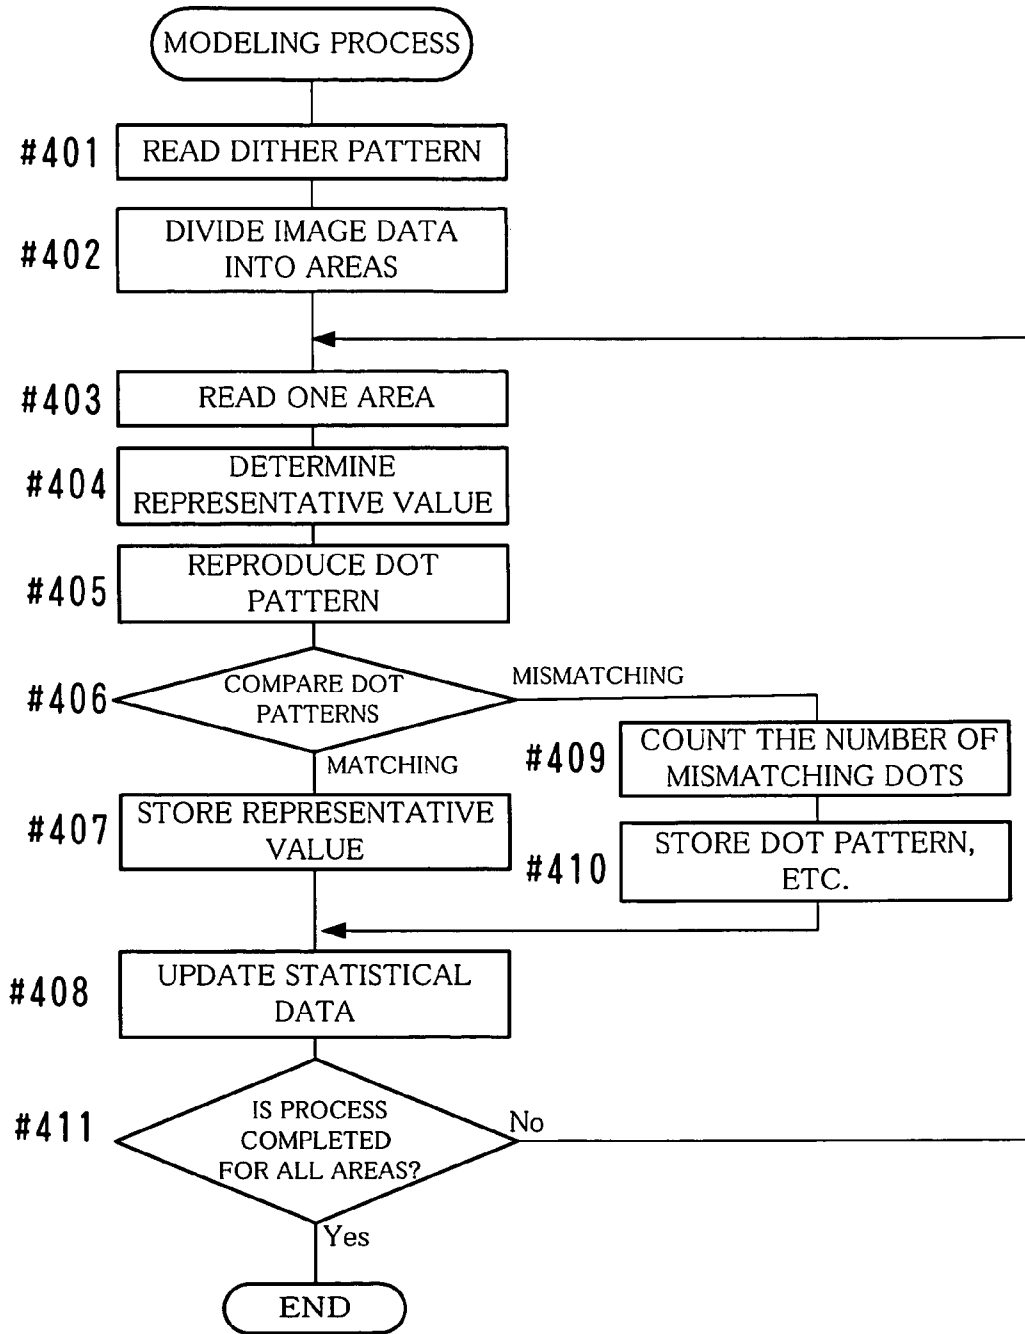 MODELING PROCESS
#401
READ DITHER PATTERN
#402
DIVIDE IMAGE DATA
INTO AREAS
#403
READ ONE AREA
#404
DETERMINE
REPRESENTATIVE VALUE
#405
REPRODUCE DOT
PATTERN
#406
COMPARE DOT
PATTERNS
MISMATCHING
MATCHING
#409
COUNT THE NUMBER OF
MISMATCHING DOTS
#407
STORE REPRESENTATIVE
VALUE
#410
STORE DOT PATTERN,
ETC.
#408
UPDATE STATISTICAL
DATA
#411
IS PROCESS
COMPLETED
FOR ALL AREAS?
No
Yes
END